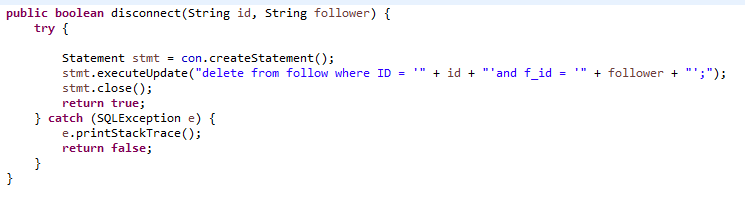 public boolean disconnect(String id, String follower) {
try {
Statement stmt = con.createStatement();
stmt.executeUpdate("delete from follow where ID = '" + id + "'and f_id = '" + follower + "';");
stmt.close();
return true;
} catch (SQLException e) {
e.printStackTrace();
return false;
}
}